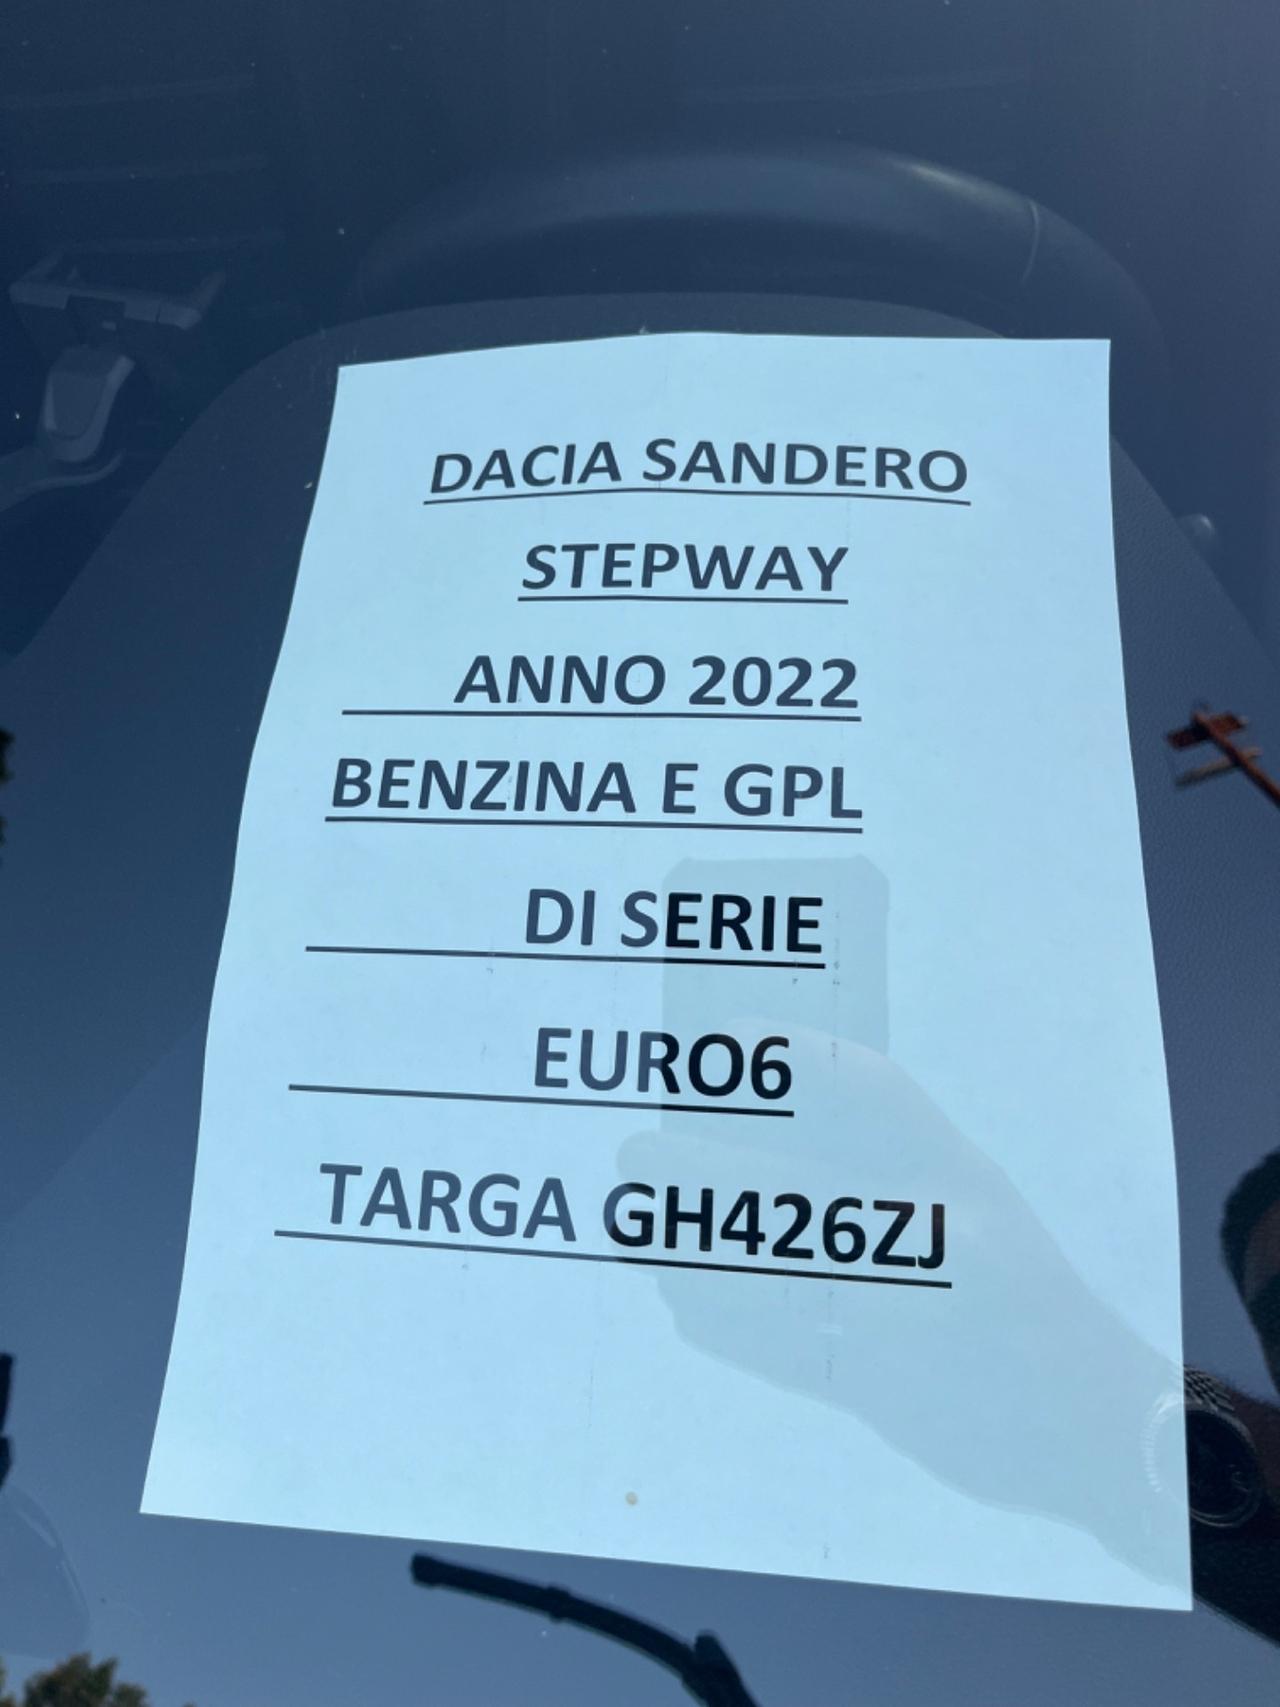 DACIA SANDERO
STEPWAY
ANNO 2022
BENZINA E GPL
DI SERIE
EURO6
TARGA GH426ZJ